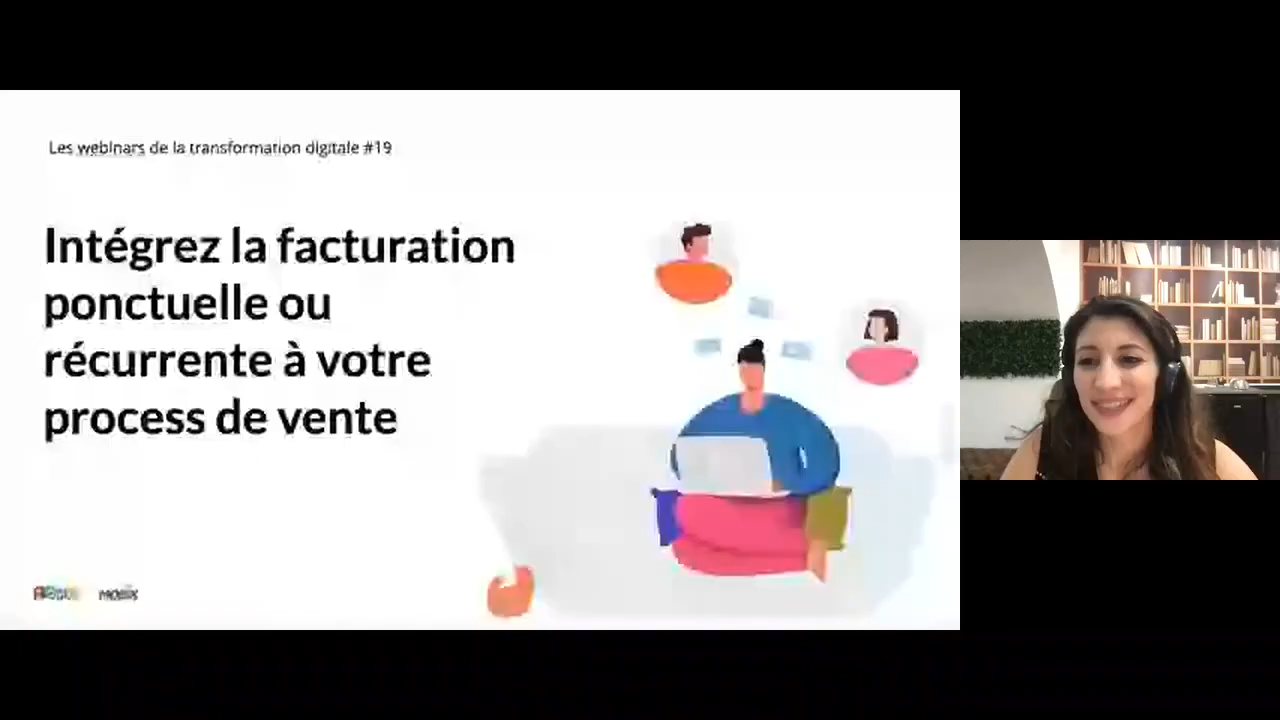 Les webinars de la transformation digitale #19
Intégrez la facturation
ponctuelle ou
récurrente à votre
process de vente